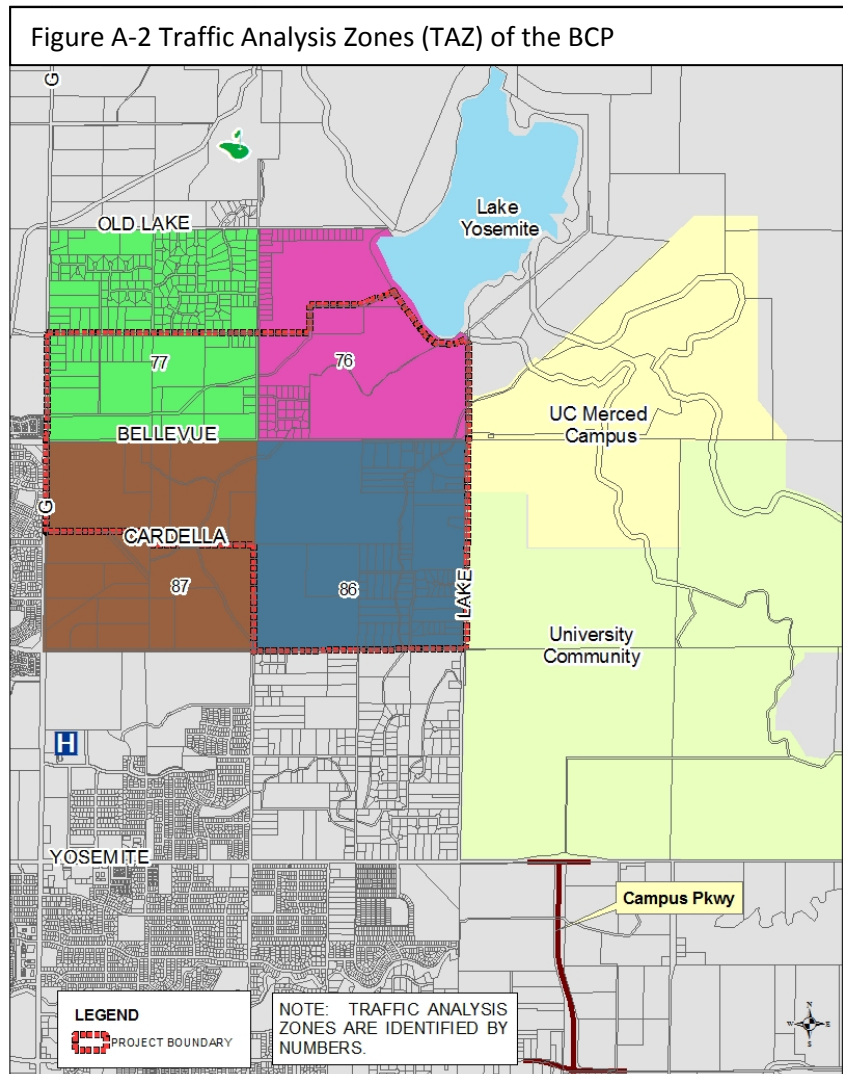 Figure A-2 Traffic Analysis Zones (TAZ) of the BCP
G
OLD LAKE
Lake
Yosemite
77
76
BELLEVUE
UC Merced
Campus
G
CARDELLA
87
86
LAKE
University
Community
H
YOSEMITE
Campus Pkwy
LEGEND
PROJECT BOUNDARY
NOTE: TRAFFIC ANALYSIS
ZONES ARE IDENTIFIED BY
NUMBERS.
N
W
E
S